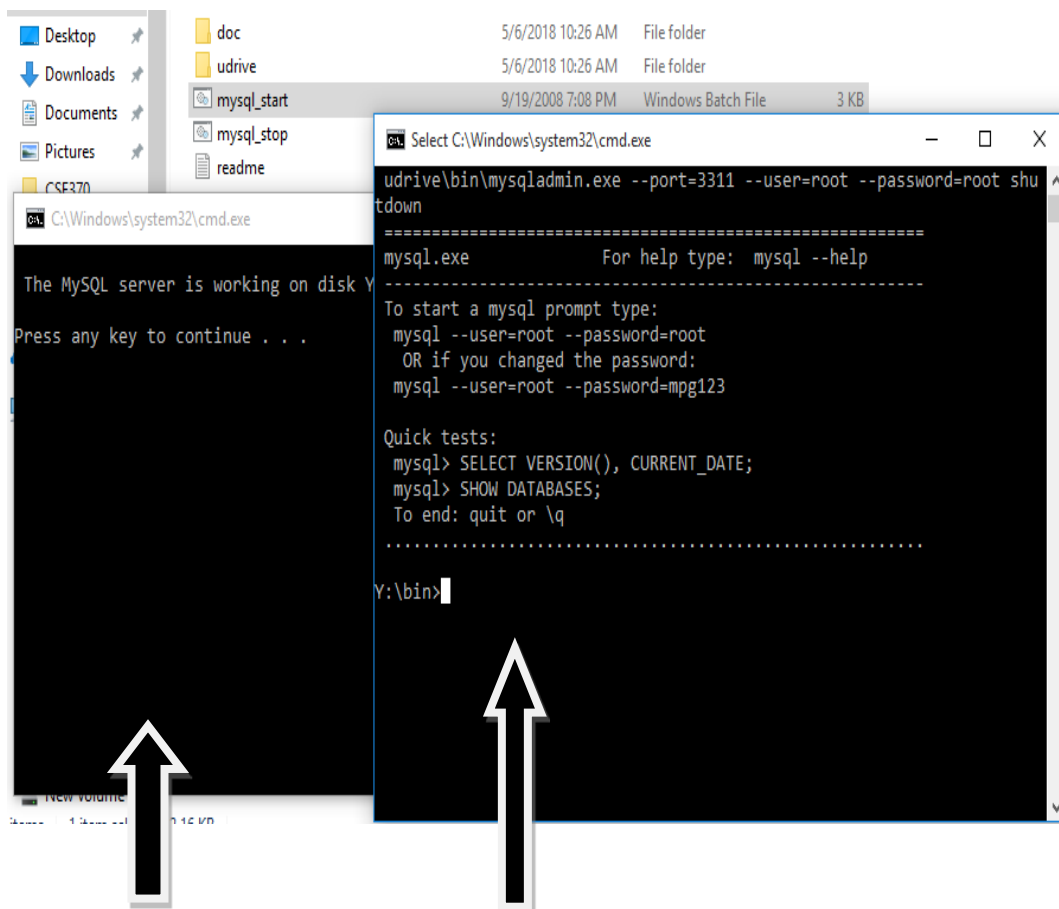 Desktop
Downloads
Documents
Pictures
CSE370
doc 5/6/2018 10:26 AM File folder
udrive 5/6/2018 10:26 AM File folder
mysql_start 9/19/2008 7:08 PM Windows Batch File 3 KB
mysql_stop
readme
C:\Windows\system32\cmd.exe
The MySQL server is working on disk Y
Press any key to continue . . .
New Volume
Select C:\Windows\system32\cmd.exe
udrive\bin\mysqladmin.exe --port=3311 --user=root --password=root shu
tdown
=========================================================
mysql.exe For help type: mysql --help
---------------------------------------------------------
To start a mysql prompt type:
mysql --user=root --password=root
OR if you changed the password:
mysql --user=root --password=mpg123
Quick tests:
mysql> SELECT VERSION(), CURRENT_DATE;
mysql> SHOW DATABASES;
To end: quit or \q
.........................................................
Y:\bin>